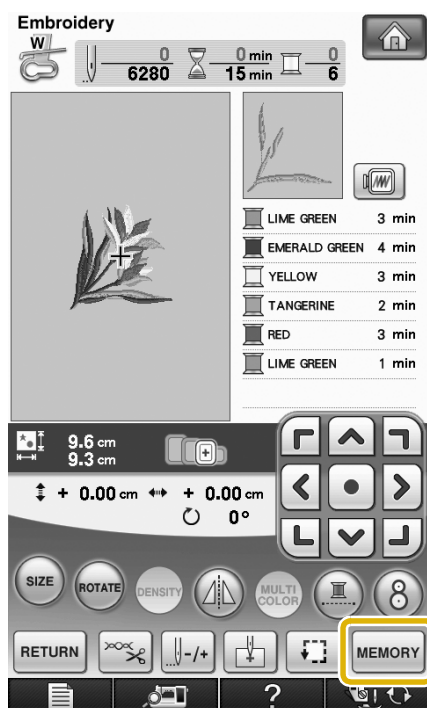 Embroidery
W
0 0 min 0
6280 15 min 6
LIME GREEN 3 min
EMERALD GREEN 4 min
YELLOW 3 min
TANGERINE 2 min
RED 3 min
LIME GREEN 1 min
9.6 cm
9.3 cm
+ 0.00 cm + 0.00 cm
0°
SIZE ROTATE DENSITY MULTI COLOR 8
RETURN -/+ MEMORY
?